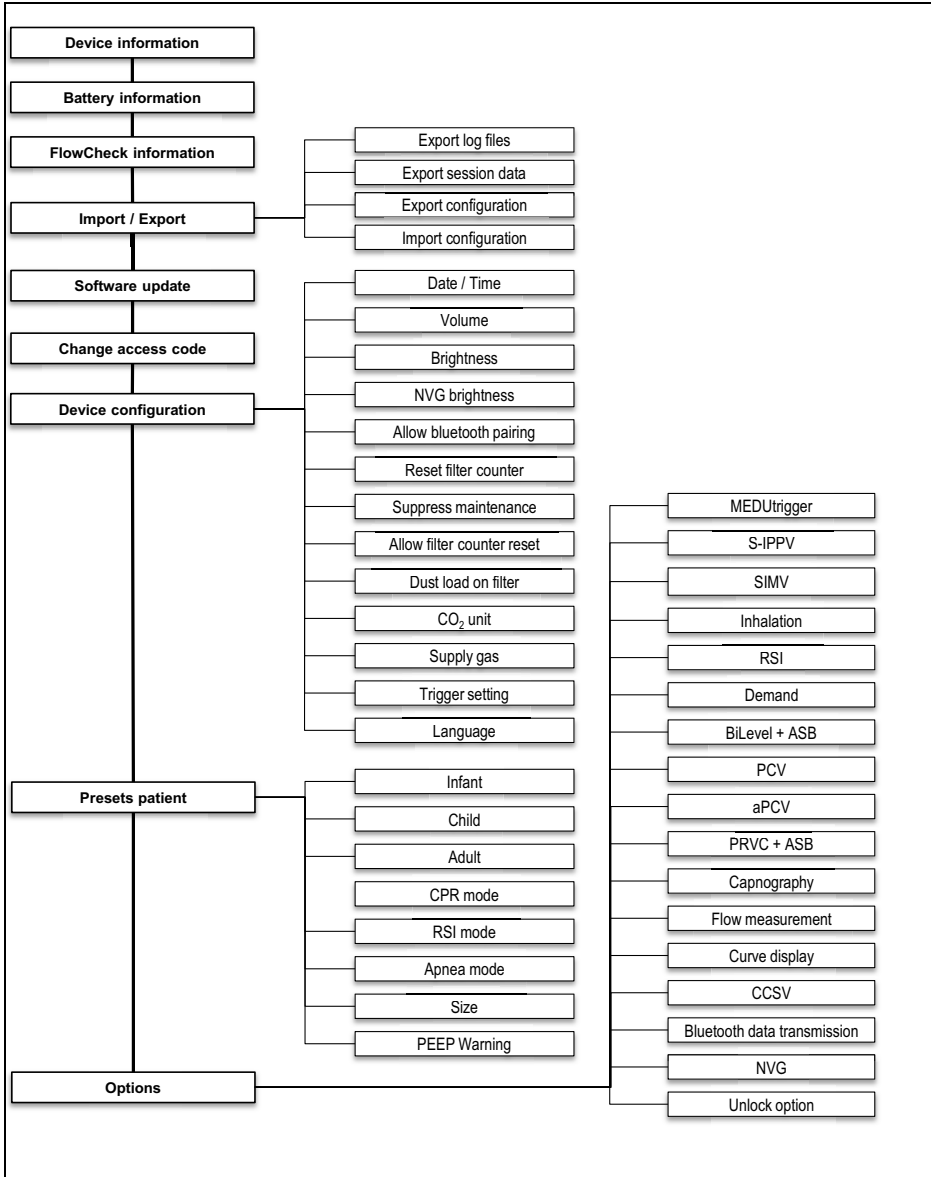 Device information
Battery information
FlowCheck information
Import / Export
Export log files
Export session data
Export configuration
Import configuration
Software update
Change access code
Device configuration
Date / Time
Volume
Brightness
NVG brightness
Allow bluetooth pairing
Reset filter counter
Suppress maintenance
Allow filter counter reset
Dust load on filter
CO₂ unit
Supply gas
Trigger setting
Language
Presets patient
Infant
Child
Adult
CPR mode
RSI mode
Apnea mode
Size
PEEP Warning
Options
MEDUtrigger
S-IPPV
SIMV
Inhalation
RSI
Demand
BiLevel + ASB
PCV
aPCV
PRVC + ASB
Capnography
Flow measurement
Curve display
CCSV
Bluetooth data transmission
NVG
Unlock option